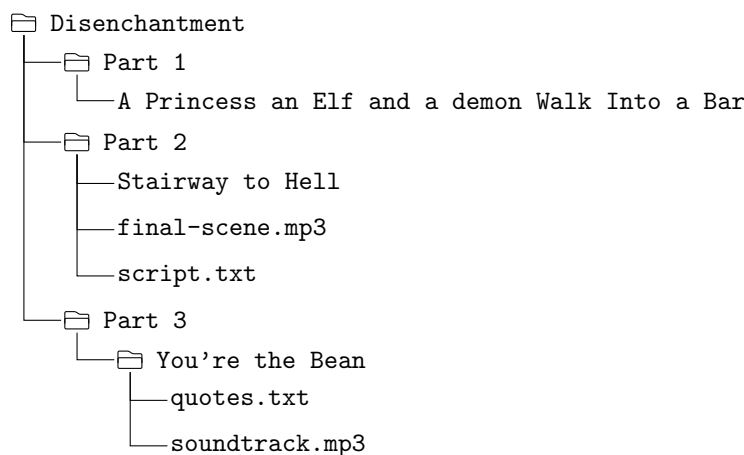 Disenchantment
Part 1
A Princess an Elf and a demon Walk Into a Bar
Part 2
Stairway to Hell
final-scene.mp3
script.txt
Part 3
You're the Bean
quotes.txt
soundtrack.mp3